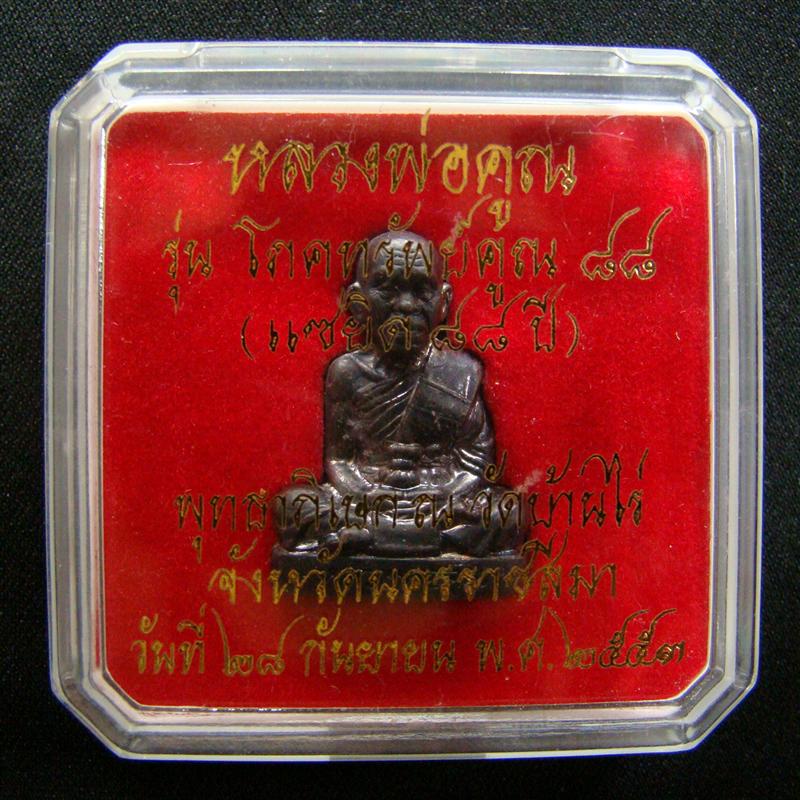 หลวงพ่อคูณ
รุ่น โภคทรัพย์คูณ ๘๘
(แซยิด ๘๘ ปี)
พุทธาภิเษก ณ วัดบ้านไร่
จังหวัดนครราชสีมา
วันที่ ๒๘ กันยายน พ.ศ.๒๕๕๓